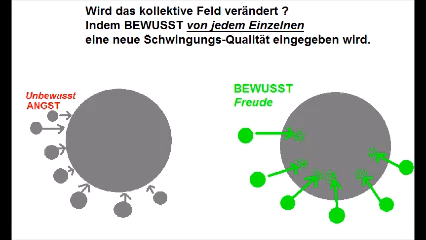 Wird das kollektive Feld verändert ?
Indem BEWUSST von jedem Einzelnen
eine neue Schwingungs-Qualität eingegeben wird.
Unbewusst
ANGST
BEWUSST
Freude